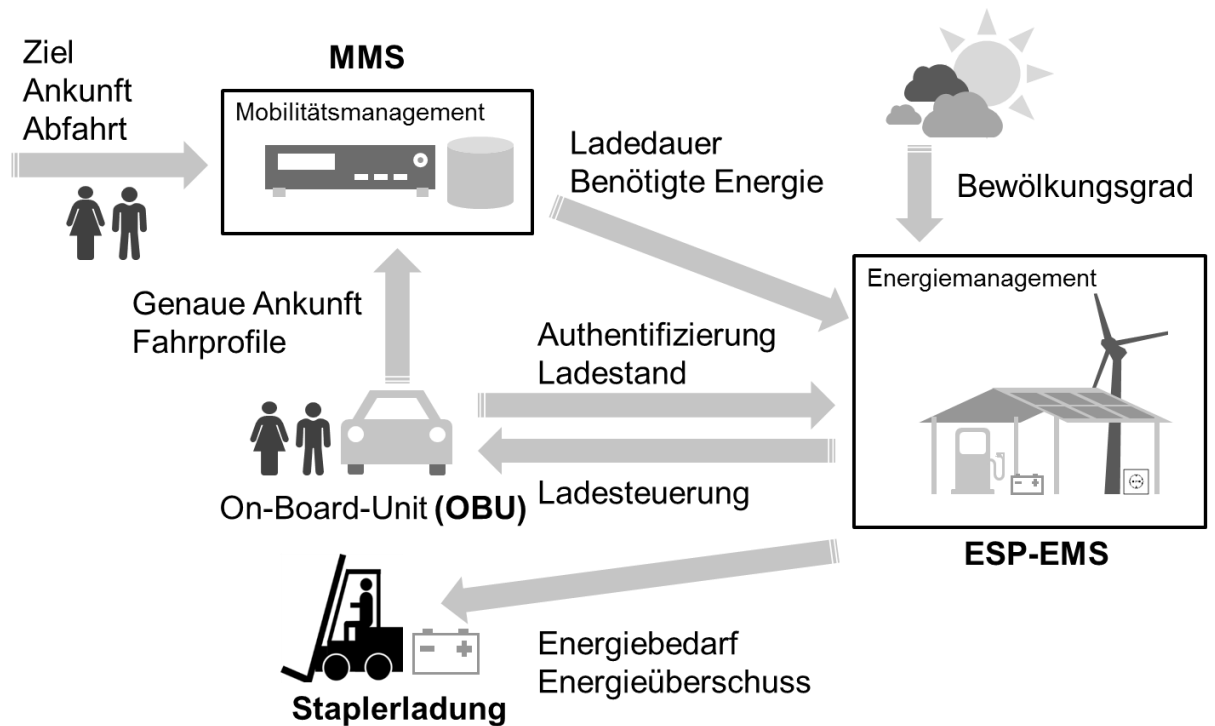 Ziel
Ankunft
Abfahrt
MMS
Mobilitätsmanagement
Ladedauer
Benötigte Energie
Bewölkungsgrad
Genaue Ankunft
Fahrprofile
Energiemanagement
Authentifizierung
Ladestand
Ladesteuerung
On-Board-Unit (OBU)
ESP-EMS
Energiebedarf
Energieüberschuss
Staplerladung